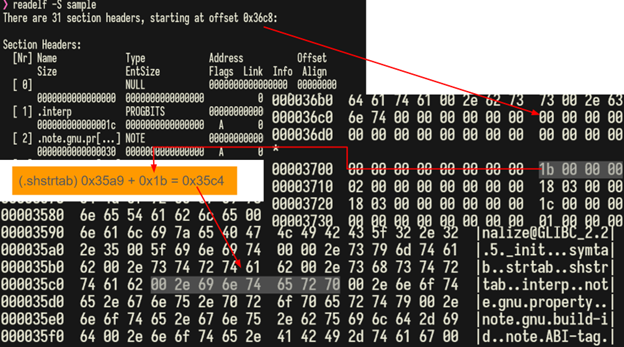 ❯ readelf -S sample
There are 31 section headers, starting at offset 0x36c8:
Section Headers:
[Nr] Name Type Address Offset
Size EntSize Flags Link Info Align
[ 0] NULL 0000000000000000 00000000
0000000000000000 0000000000000000 0
[ 1] .interp PROGBITS 00000000000
000000000000001c 0000000000000000 A 0
[ 2] .note.gnu.pr[...] NOTE 00000000000
0000000000000030 0000000000000000 A 0
000036b0 64 61 74 61 00 2e 62 73 73 00 2e 63
000036c0 6e 74 00 00 00 00 00 00 00 00 00 00
000036d0 00 00 00 00 00 00 00 00 00 00 00 00
*
00003700 00 00 00 00 00 00 00 00 1b 00 00 00
00003710 02 00 00 00 00 00 00 00 18 03 00 00
00003720 18 03 00 00 00 00 00 00 1c 00 00 00
00003730 00 00 00 00 00 00 00 00 01 00 00 00
(.shstrtab) 0x35a9 + 0x1b = 0x35c4
00003580 6e 65 54 61 62 6c 65 00
00003590 6e 61 6c 69 7a 65 40 47 4c 49 42 43 5f 32 2e 32 |nalize@GLIBC_2.2|
000035a0 2e 35 00 5f 69 6e 69 74 00 00 2e 73 79 6d 74 61 |.5._init...symta|
000035b0 62 00 2e 73 74 72 74 61 62 00 2e 73 68 73 74 72 |b..strtab..shstr|
000035c0 74 61 62 00 2e 69 6e 74 65 72 70 00 2e 6e 6f 74 |tab..interp..not|
000035d0 65 2e 67 6e 75 2e 70 72 6f 70 65 72 74 79 00 2e |e.gnu.property..|
000035e0 6e 6f 74 65 2e 67 6e 75 2e 62 75 69 6c 64 2d 69 |note.gnu.build-i|
000035f0 64 00 2e 6e 6f 74 65 2e 41 42 49 2d 74 61 67 00 |d..note.ABI-tag.|